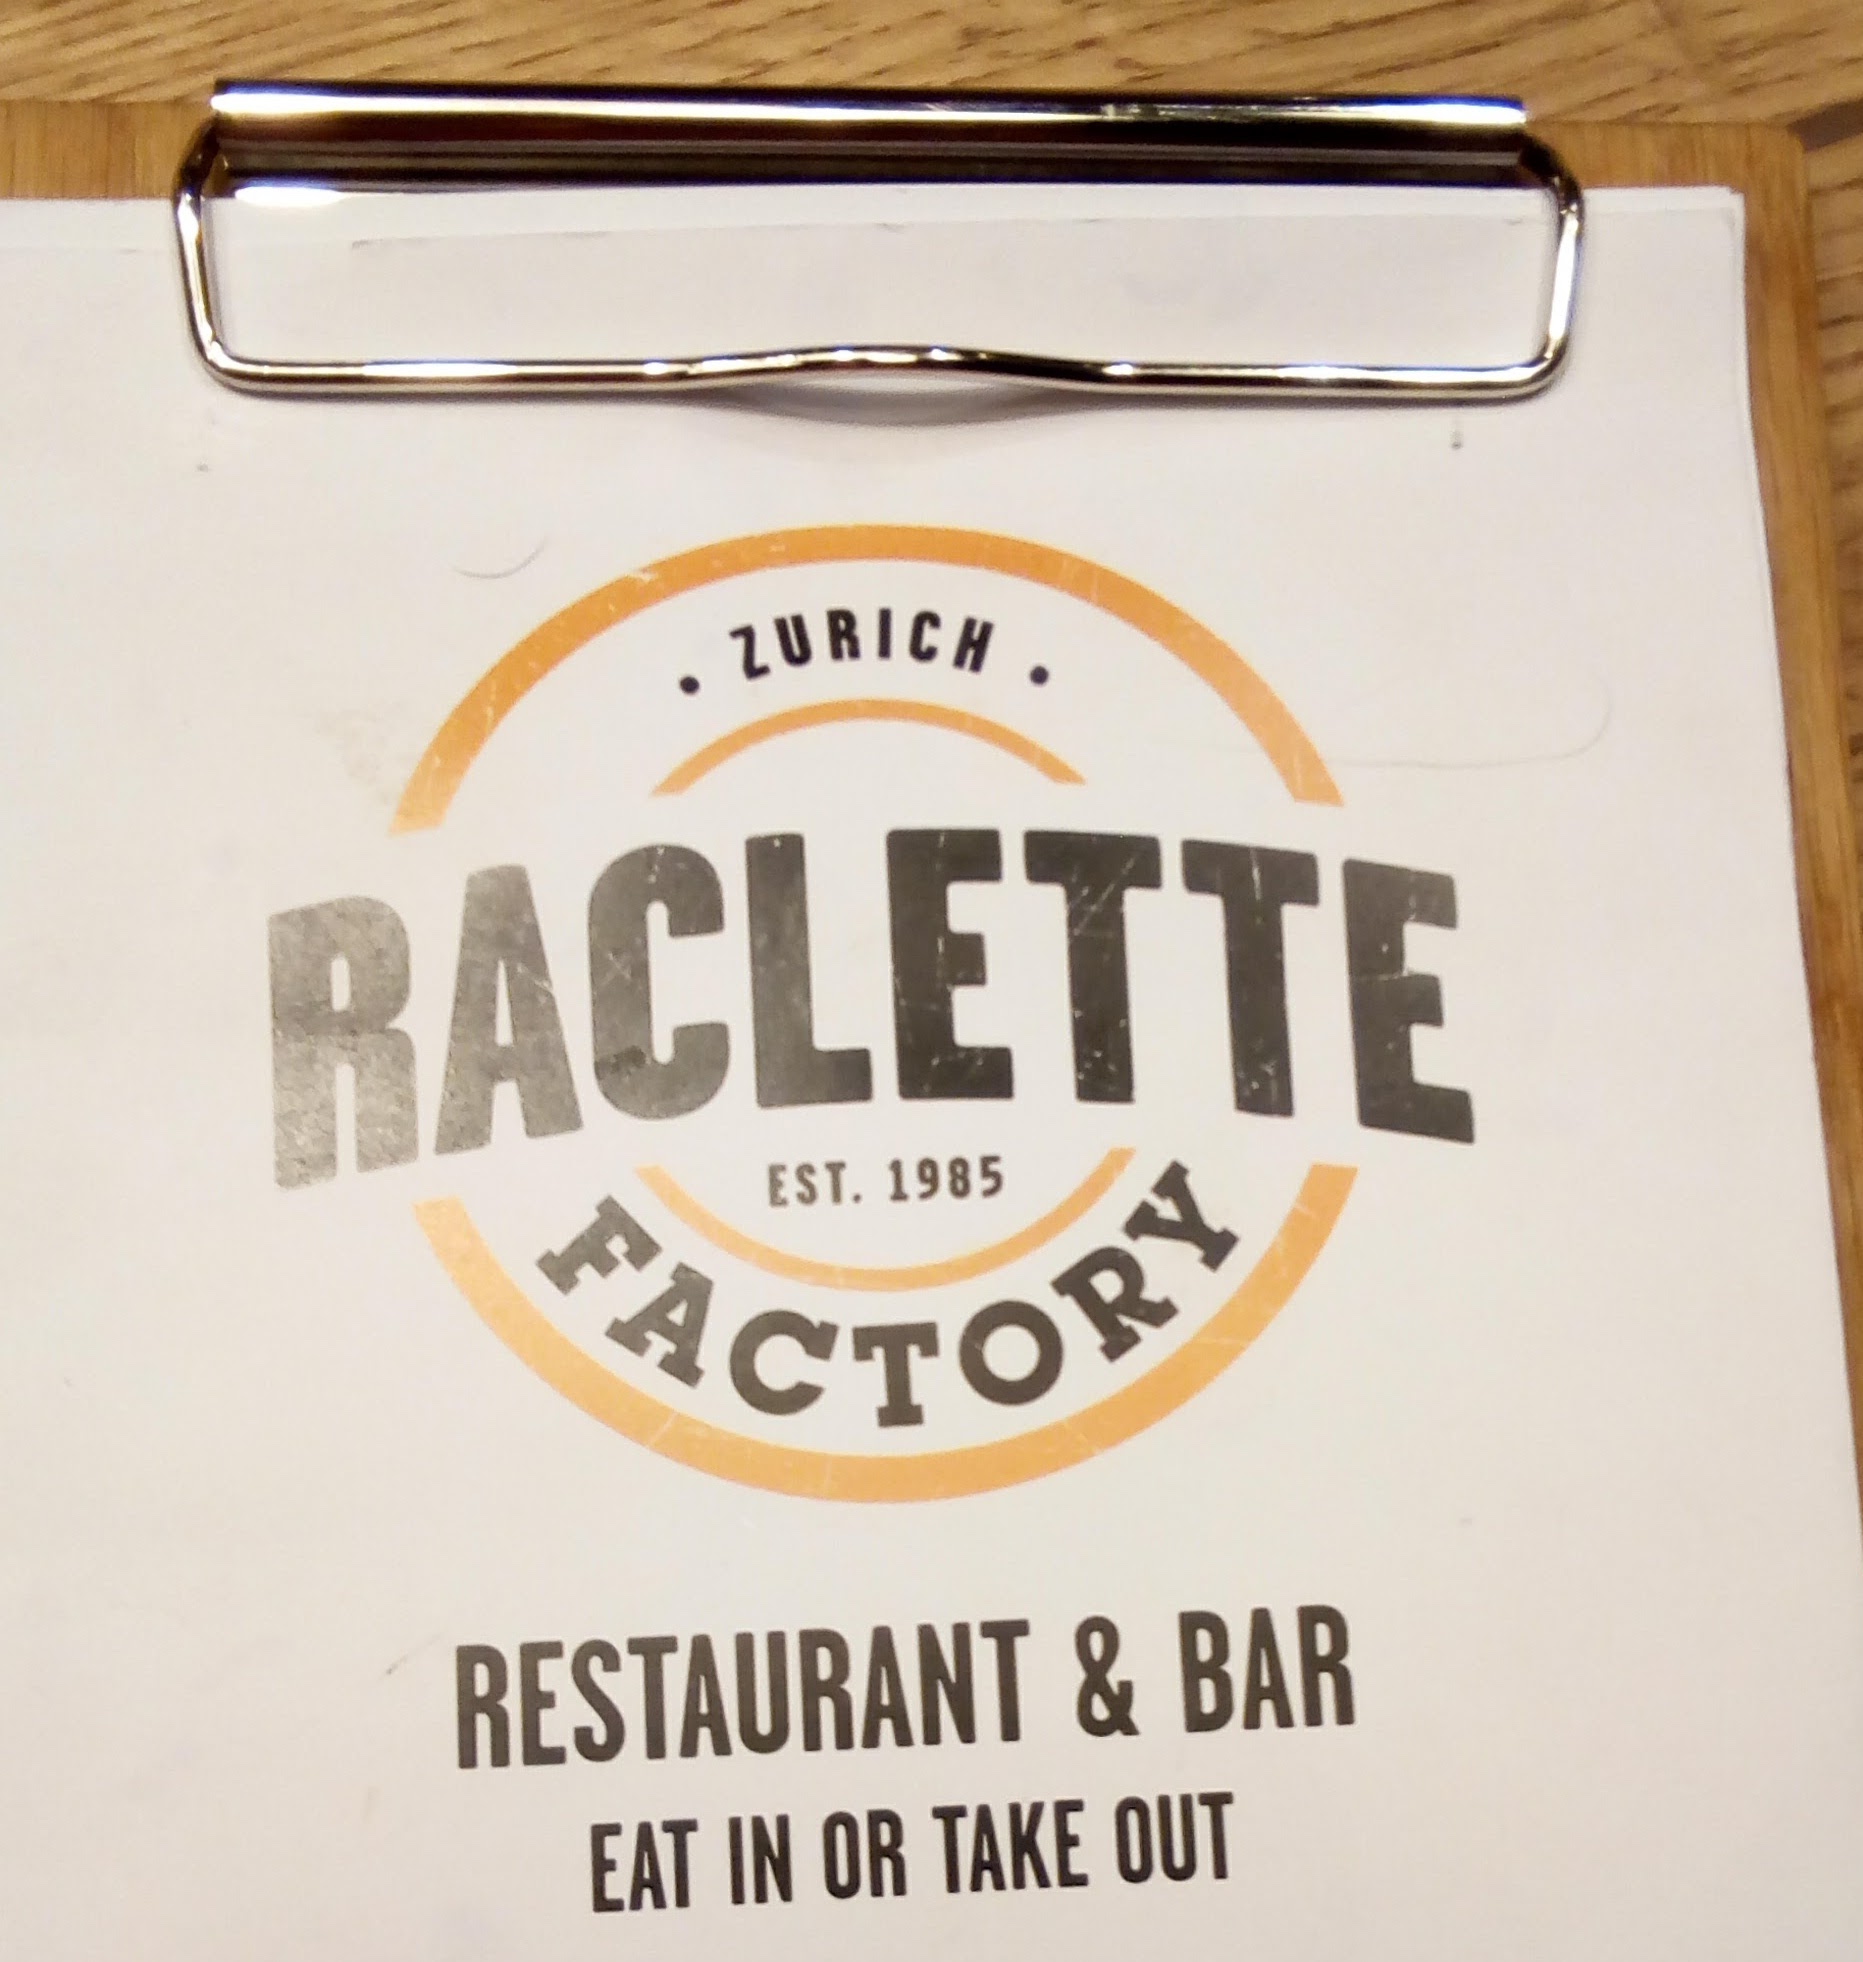 • ZURICH •
RACLETTE
EST. 1985
FACTORY
RESTAURANT & BAR
EAT IN OR TAKE OUT